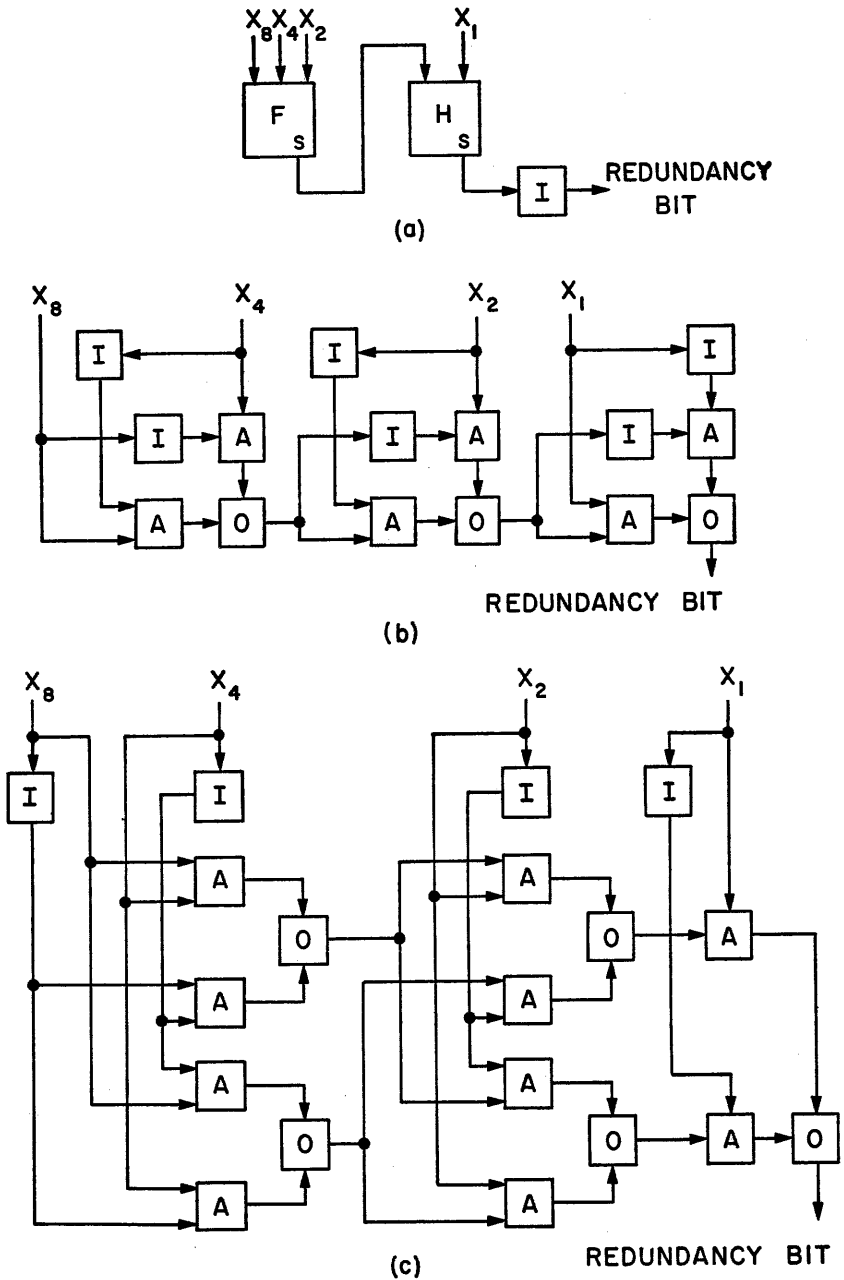 X8 X4 X2 X1
F S H S
I REDUNDANCY
BIT
(a)
X8 X4 X2 X1
I I I
I A I A I A
A O A O A O
REDUNDANCY BIT
(b)
X8 X4 X2 X1
I I I I
A A
O O A
A A
A A
O O A O
A A
REDUNDANCY BIT
(c)